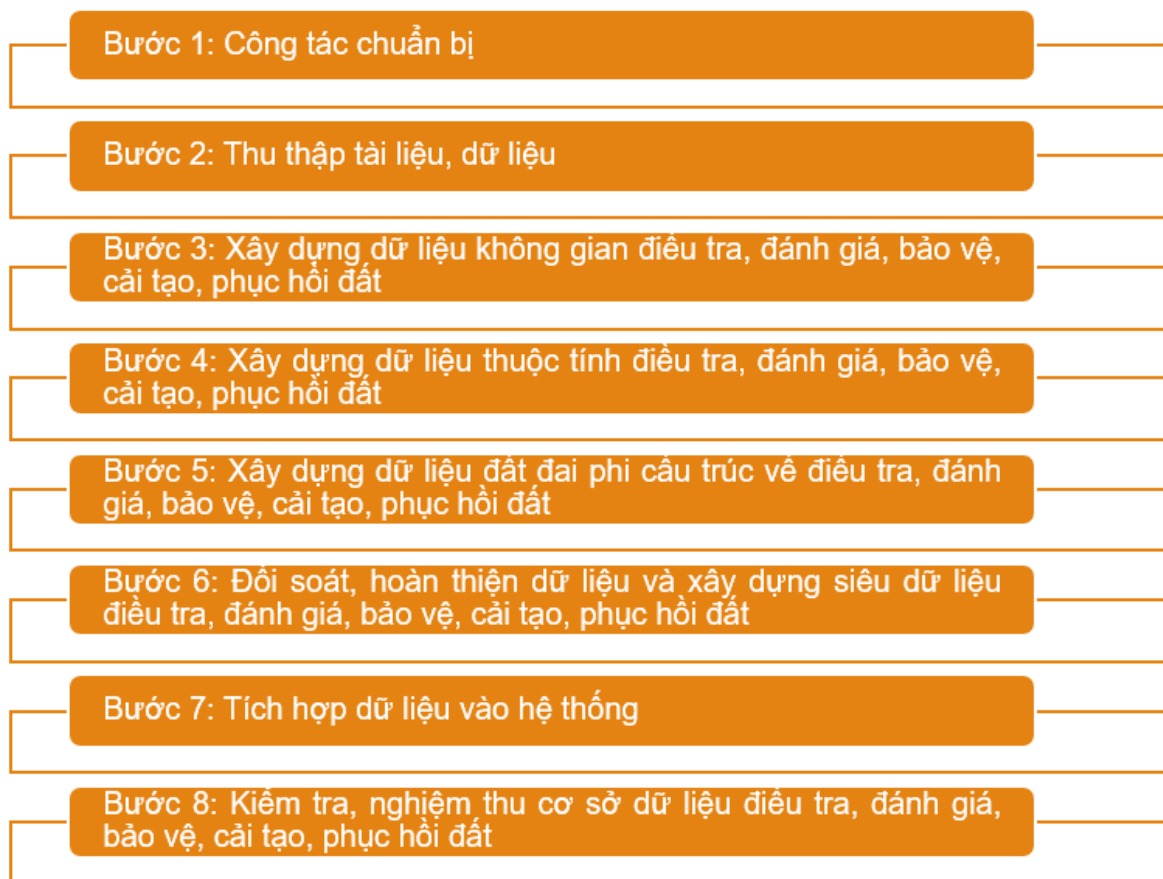 Bước 1: Công tác chuẩn bị
Bước 2: Thu thập tài liệu, dữ liệu
Bước 3: Xây dựng dữ liệu không gian điều tra, đánh giá, bảo vệ,
cải tạo, phục hồi đất
Bước 4: Xây dựng dữ liệu thuộc tính điều tra, đánh giá, bảo vệ,
cải tạo, phục hồi đất
Bước 5: Xây dựng dữ liệu đất đai phi cấu trúc về điều tra, đánh
giá, bảo vệ, cải tạo, phục hồi đất
Bước 6: Đối soát, hoàn thiện dữ liệu và xây dựng siêu dữ liệu
điều tra, đánh giá, bảo vệ, cải tạo, phục hồi đất
Bước 7: Tích hợp dữ liệu vào hệ thống
Bước 8: Kiểm tra, nghiệm thu cơ sở dữ liệu điều tra, đánh giá,
bảo vệ, cải tạo, phục hồi đất